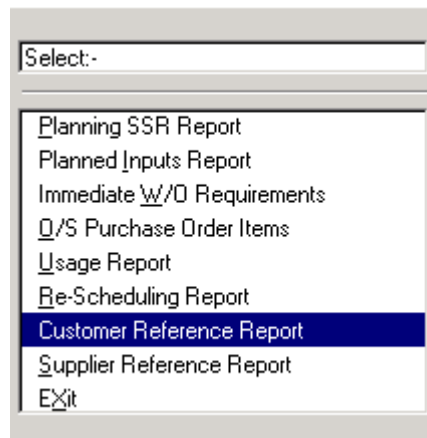 Select:-
Planning SSR Report
Planned Inputs Report
Immediate W/O Requirements
O/S Purchase Order Items
Usage Report
Re-Scheduling Report
Customer Reference Report
Supplier Reference Report
EXit